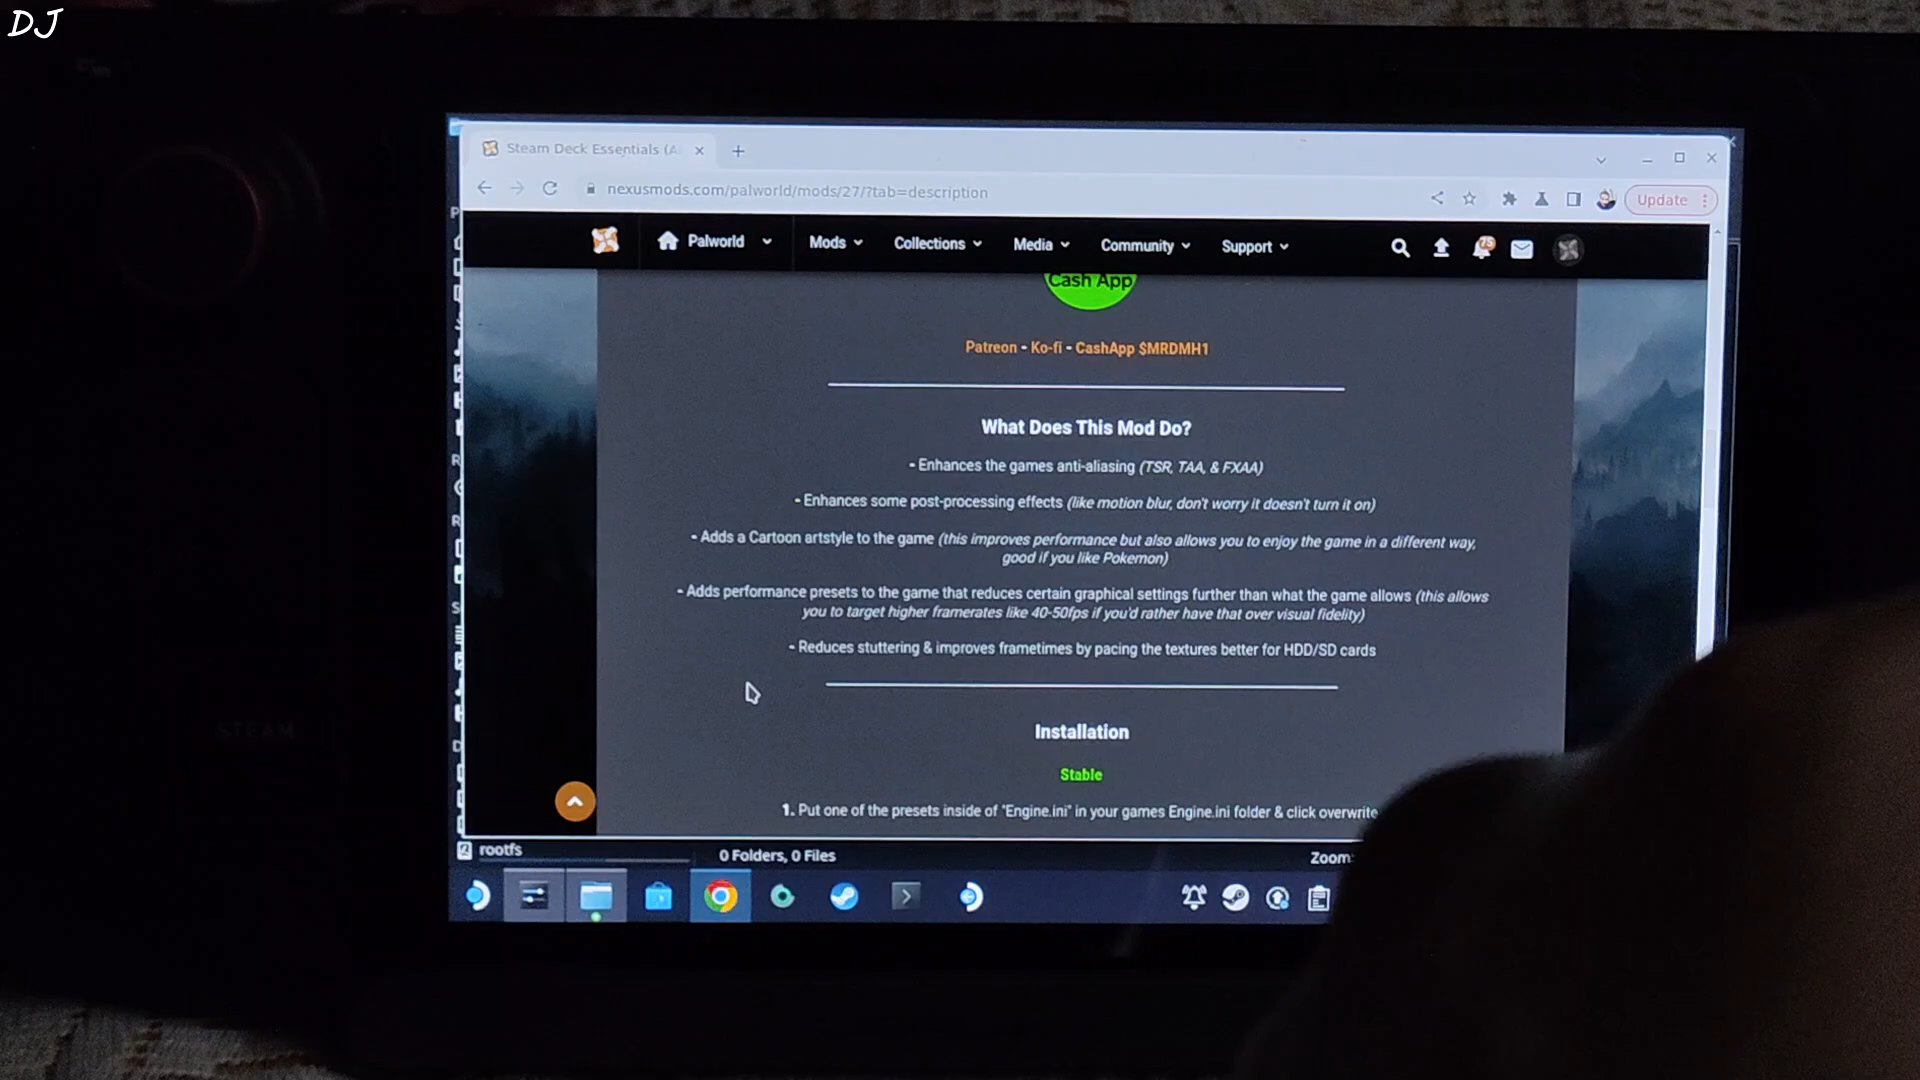 DJ
Steam Deck Essentials (A
nexusmods.com/palworld/mods/27/?tab=description
Update
Palworld
Mods
Collections
Media
Community
Support
75
Cash App
Patreon - Ko-fi - CashApp $MRDMH1
What Does This Mod Do?
- Enhances the games anti-aliasing (TSR, TAA, & FXAA)
- Enhances some post-processing effects (like motion blur, don't worry it doesn't turn it on)
- Adds a Cartoon artstyle to the game (this improves performance but also allows you to enjoy the game in a different way,
good if you like Pokemon)
- Adds performance presets to the game that reduces certain graphical settings further than what the game allows (this allows
you to target higher framerates like 40-50fps if you'd rather have that over visual fidelity)
- Reduces stuttering & improves frametimes by pacing the textures better for HDD/SD cards
STEAM
Installation
Stable
1. Put one of the presets inside of "Engine.ini" in your games Engine.ini folder & click overwrite
rootfs
0 Folders, 0 Files
Zoom: